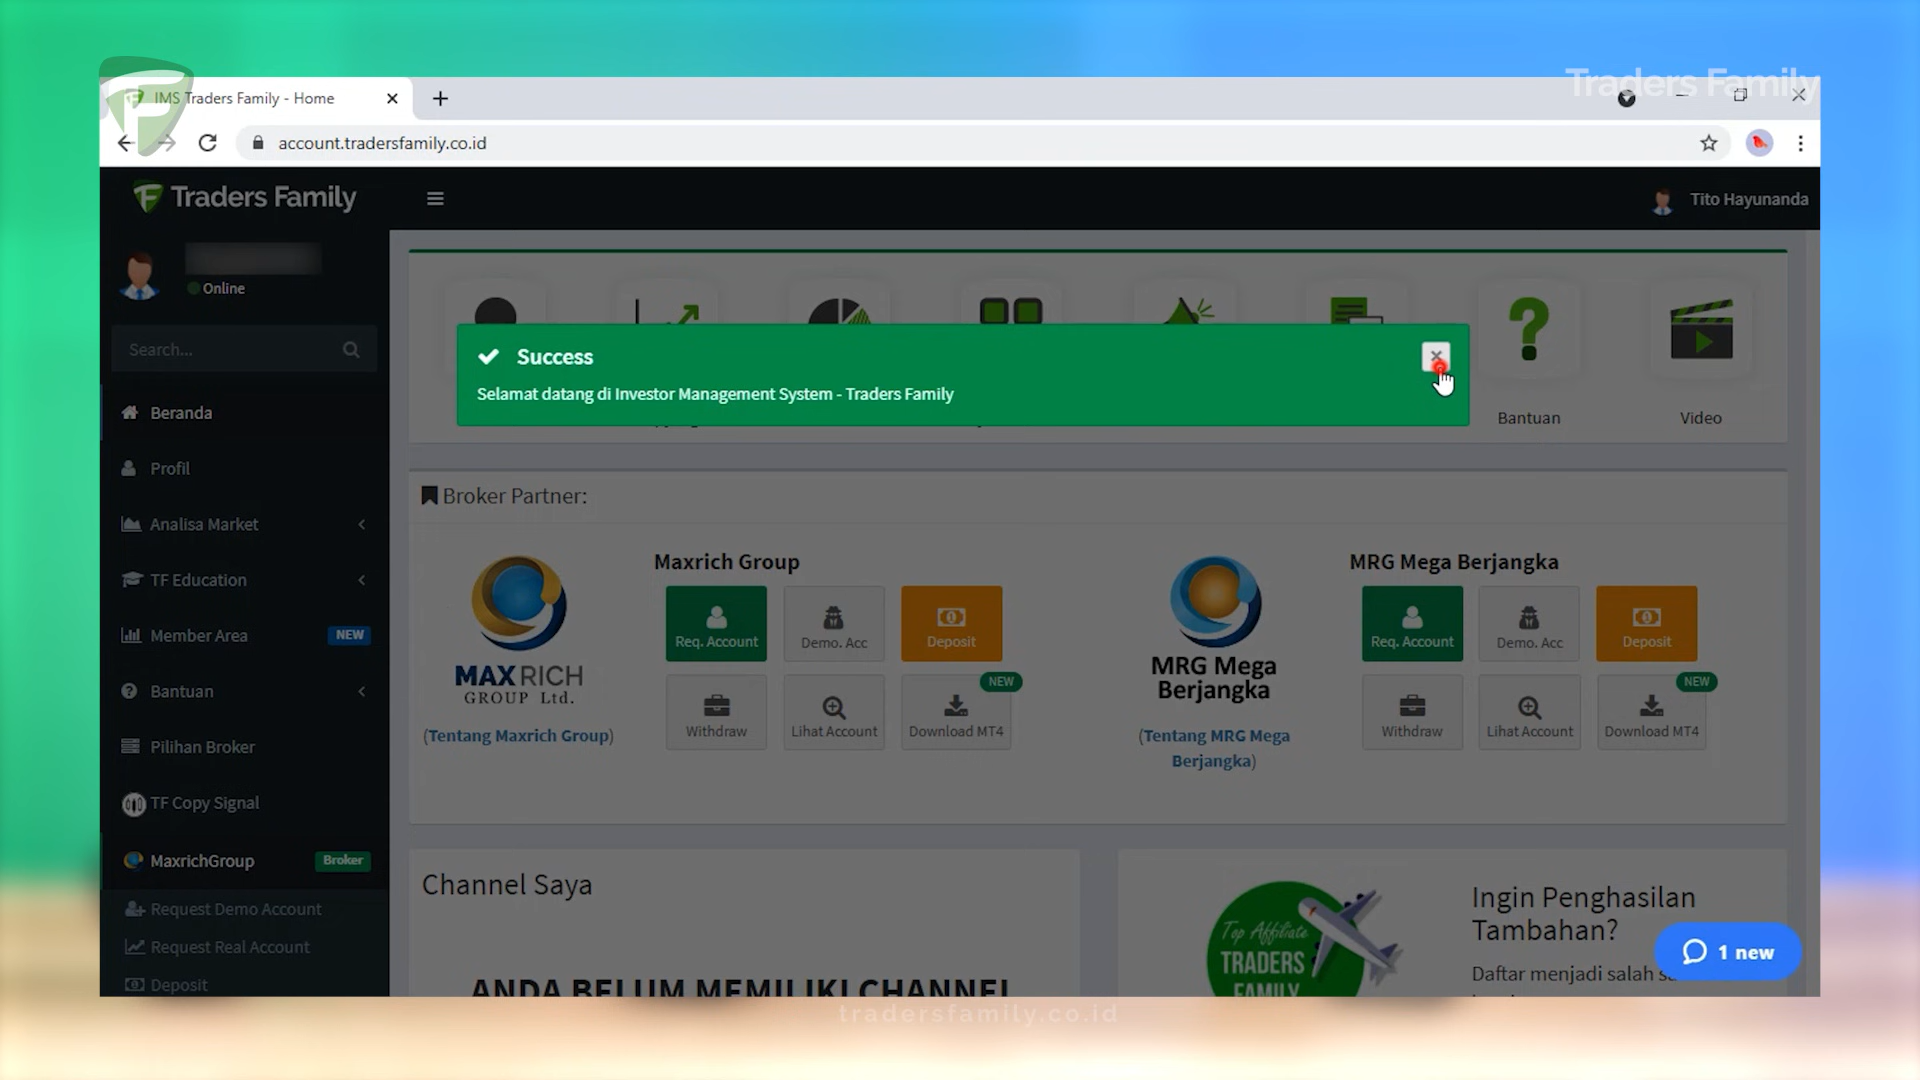 Traders Family
IMS Traders Family - Home
account.tradersfamily.co.id
Traders Family
Tito Hayunanda
Online
Search...
Beranda
Profil
Analisa Market
TF Education
Member Area NEW
Bantuan
Pilihan Broker
TF Copy Signal
MaxrichGroup Broker
Request Demo Account
Request Real Account
Deposit
Success
Selamat datang di Investor Management System - Traders Family
Bantuan
Video
Broker Partner:
MAXRICH
GROUP Ltd.
(Tentang Maxrich Group)
Maxrich Group
Req. Account
Demo. Acc
Deposit
Withdraw
Lihat Account
NEW
Download MT4
MRG Mega
Berjangka
(Tentang MRG Mega
Berjangka)
MRG Mega Berjangka
Req. Account
Demo. Acc
Deposit
Withdraw
Lihat Account
NEW
Download MT4
Channel Saya
ANDA BELUM MEMILIKI CHANNEL
Top Affiliate
TRADERS
FAMILY
Ingin Penghasilan
Tambahan?
Daftar menjadi salah
1 new
tradersfamily.co.id